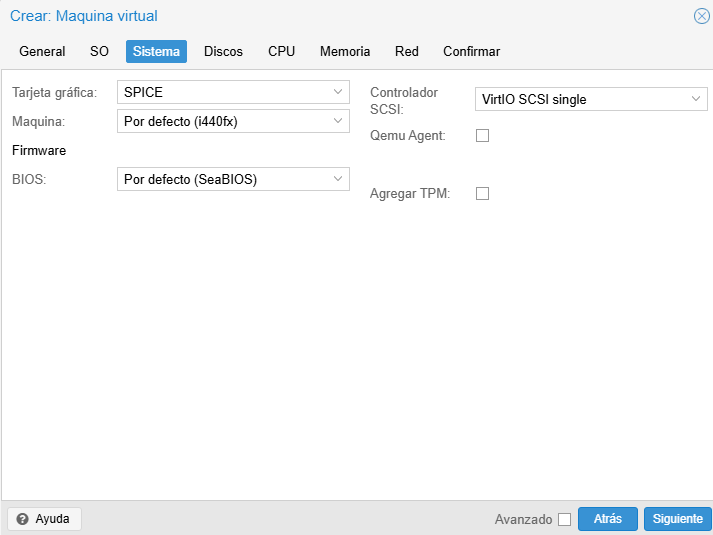 Crear: Maquina virtual
General SO Sistema Discos CPU Memoria Red Confirmar
Tarjeta gráfica: SPICE
Maquina: Por defecto (i440fx)
Firmware
BIOS: Por defecto (SeaBIOS)
Controlador
SCSI: VirtIO SCSI single
Qemu Agent:
Agregar TPM:
Ayuda Avanzado Atrás Siguiente